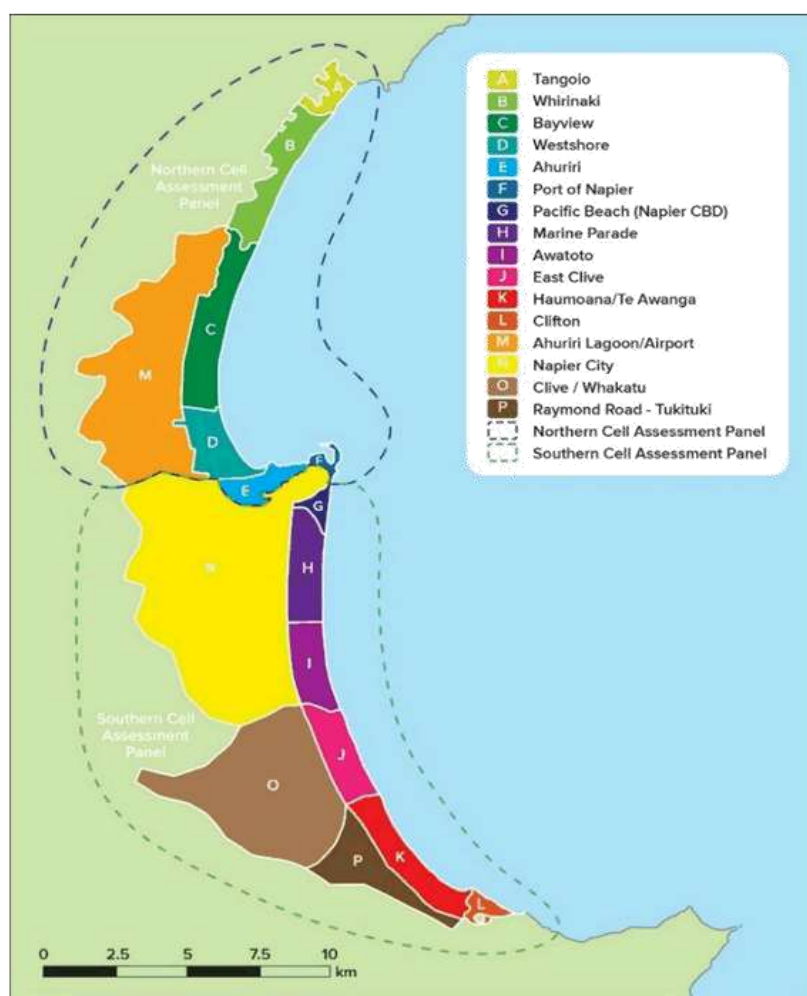 A Tangoio
B Whirinaki
C Bayview
D Westshore
E Ahuriri
F Port of Napier
G Pacific Beach (Napier CBD)
H Marine Parade
I Awatoto
J East Clive
K Haumoana/Te Awanga
L Clifton
M Ahuriri Lagoon/Airport
N Napier City
O Clive / Whakatu
P Raymond Road - Tukituki
Northern Cell Assessment Panel
Southern Cell Assessment Panel
A
B
Northern Cell
Assessment
Panel
C
M
D
F
E
G
N
H
I
Southern Cell
Assessment
Panel
J
O
K
P
L
0 2.5 5 7.5 10
km